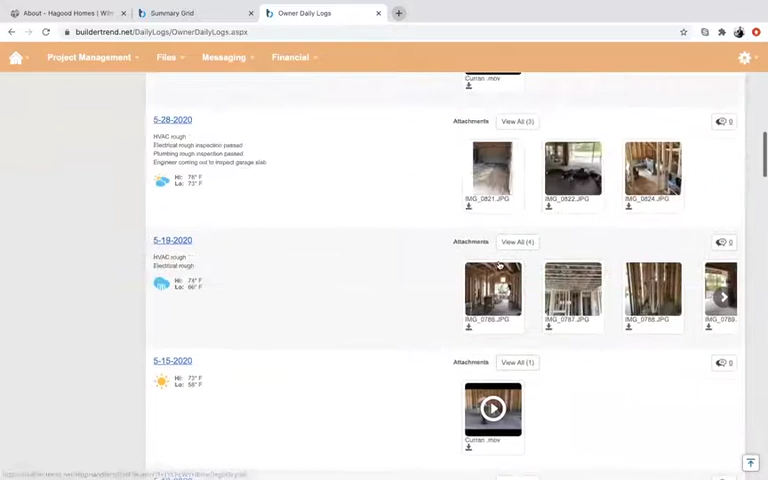 About - Hagood Homes | Wilm
Summary Grid
Owner Daily Logs
buildertrend.net/DailyLogs/OwnerDailyLogs.aspx
Project Management
Files
Messaging
Financial
Curran .mov
5-28-2020
Attachments
View All (3)
0
HVAC rough
Electrical rough inspection passed
Plumbing rough inspection passed
Engineer coming out to inspect garage slab
Hi: 78° F
Lo: 73° F
IMG_0821.JPG
IMG_0822.JPG
IMG_0824.JPG
5-19-2020
Attachments
View All (4)
0
HVAC rough
Electrical rough
Hi: 74° F
Lo: 66° F
IMG_0786.JPG
IMG_0787.JPG
IMG_0788.JPG
IMG_0789.
5-15-2020
Attachments
View All (1)
0
Hi: 73° F
Lo: 58° F
Curran .mov